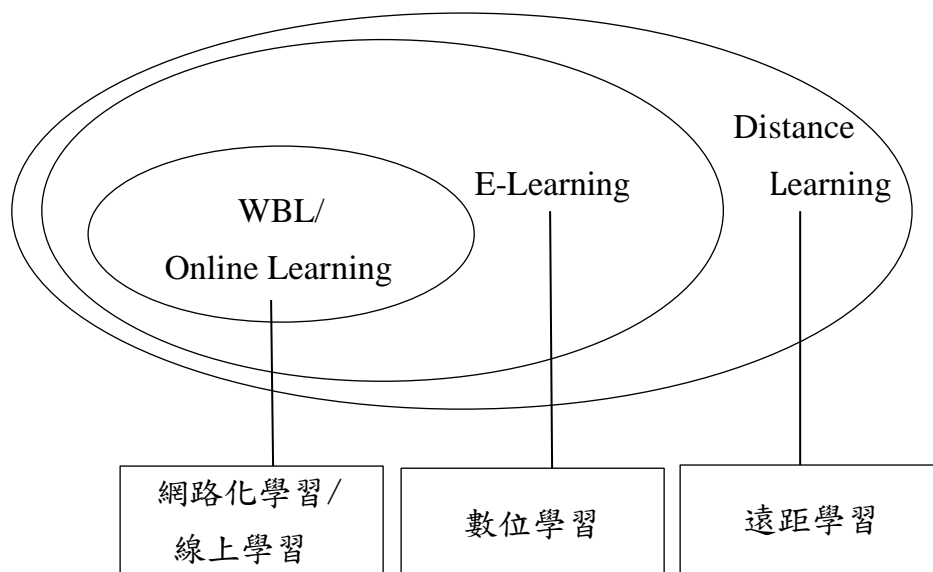 Distance
Learning
E-Learning
WBL/
Online Learning
網路化學習/
線上學習
數位學習
遠距學習